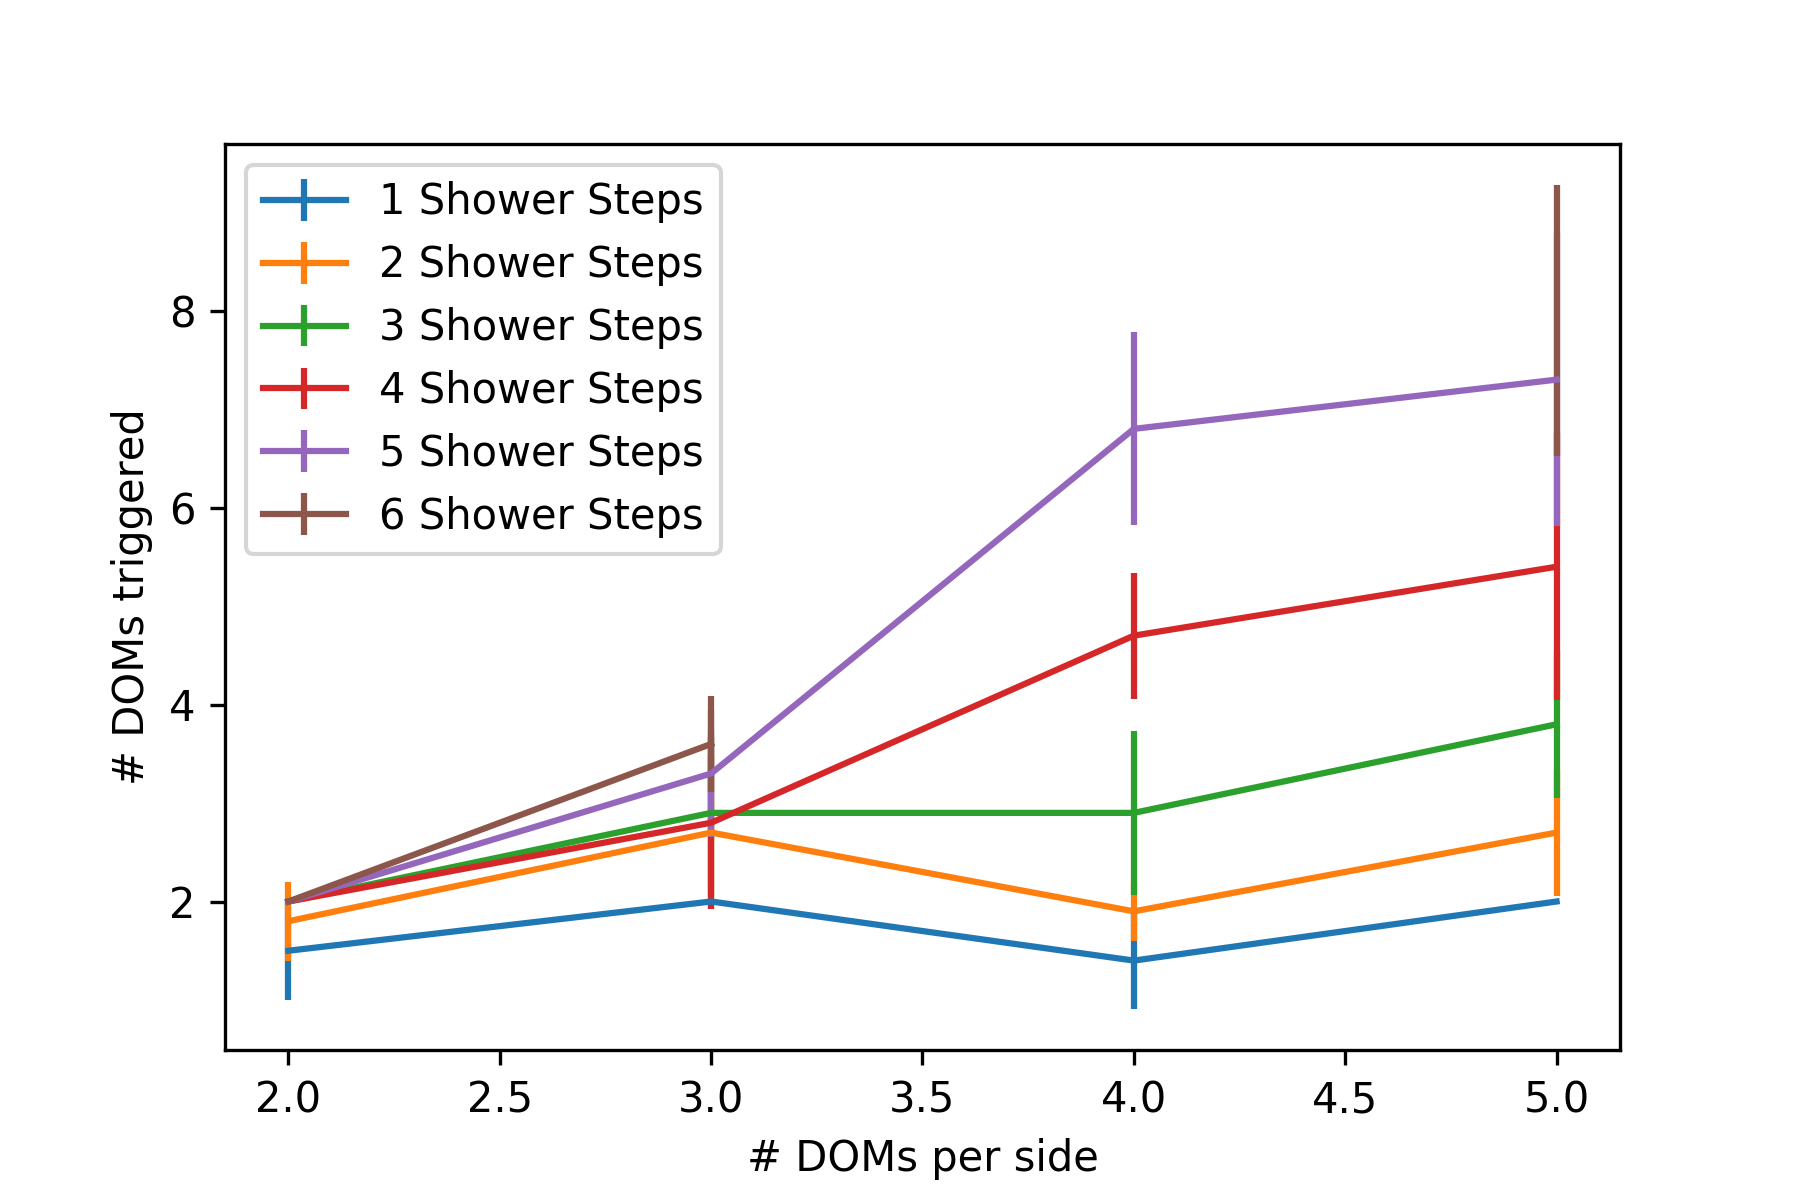 1 Shower Steps
2 Shower Steps
3 Shower Steps
4 Shower Steps
5 Shower Steps
6 Shower Steps
# DOMs triggered
8
6
4
2
2.0 2.5 3.0 3.5 4.0 4.5 5.0
# DOMs per side